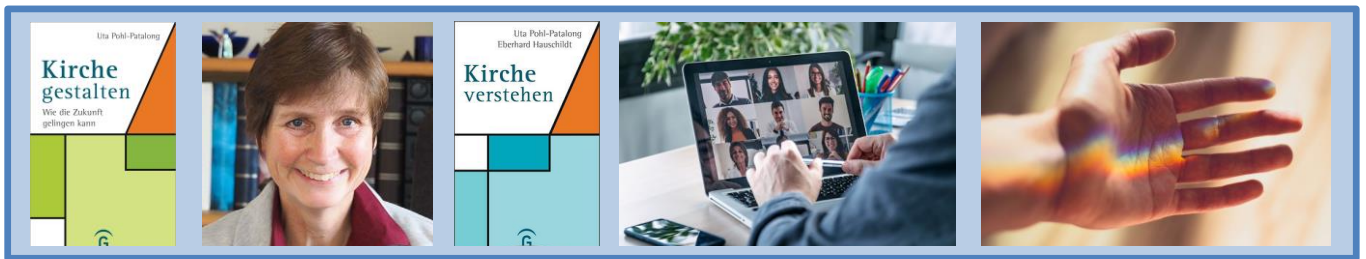 Uta Pohl-Patalong
Kirche
gestalten
Wie die Zukunft
gelingen kann
G
Uta Pohl-Patalong
Eberhard Hauschildt
Kirche
verstehen
G